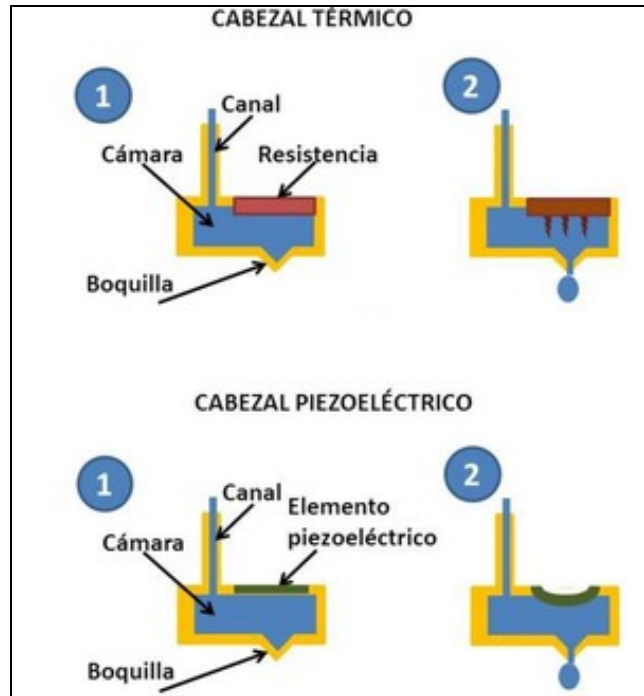 CABEZAL TÉRMICO
1
2
Canal
Cámara
Resistencia
Boquilla
CABEZAL PIEZOELÉCTRICO
1
2
Canal
Elemento
piezoeléctrico
Cámara
Boquilla